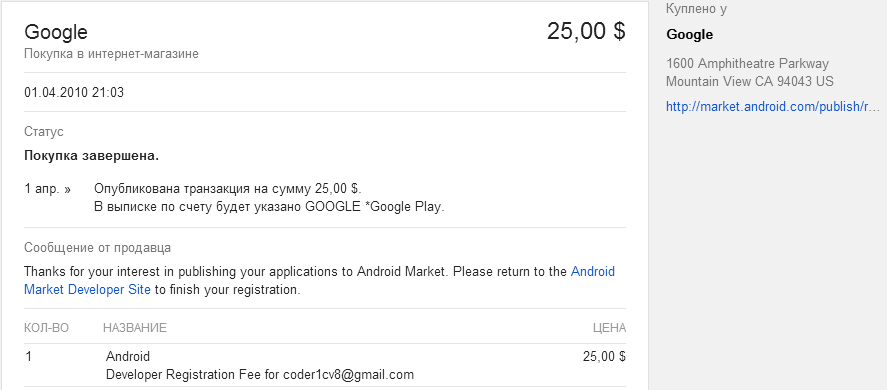 Google 25,00 $
Покупка в интернет-магазине
01.04.2010 21:03
Статус
Покупка завершена.
1 апр. » Опубликована транзакция на сумму 25,00 $.
В выписке по счету будет указано GOOGLE *Google Play.
Сообщение от продавца
Thanks for your interest in publishing your applications to Android Market. Please return to the Android
Market Developer Site to finish your registration.
КОЛ-ВО НАЗВАНИЕ ЦЕНА
1 Android 25,00 $
Developer Registration Fee for coder1cv8@gmail.com
Куплено у
Google
1600 Amphitheatre Parkway
Mountain View CA 94043 US
http://market.android.com/publish/r...